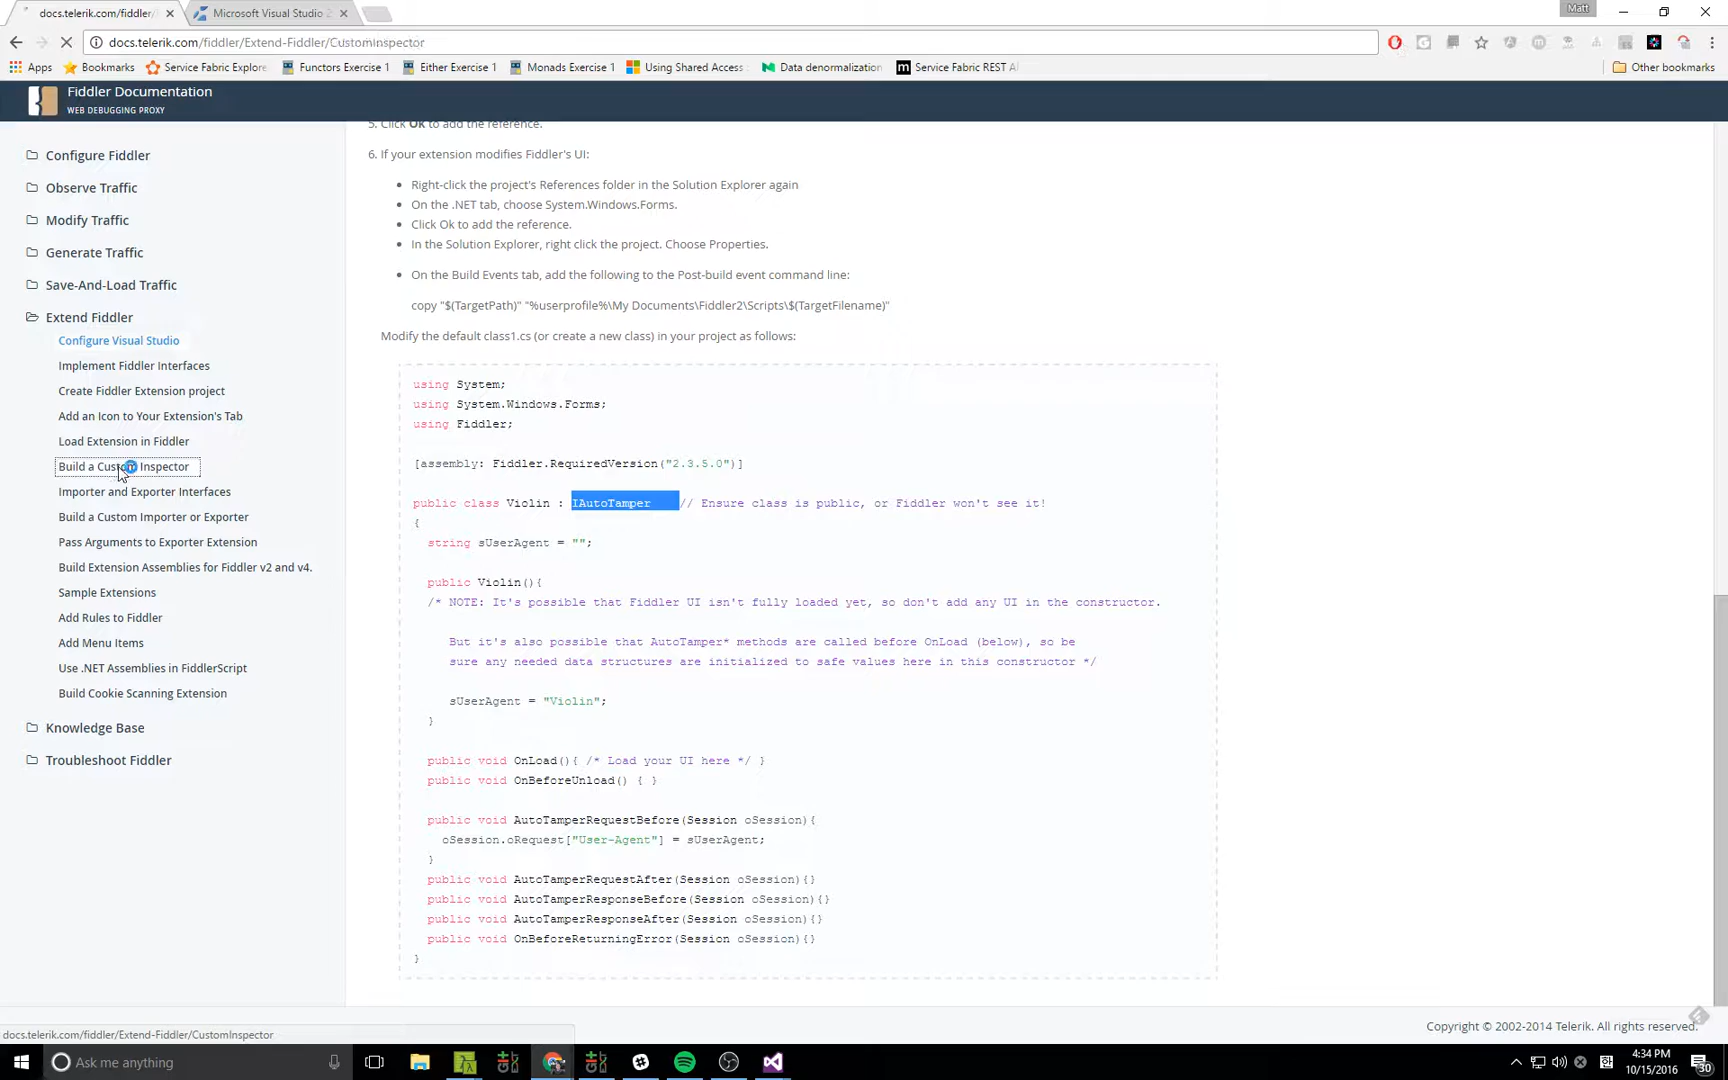 docs.telerik.com/fiddler/
Microsoft Visual Studio 2
Matt
docs.telerik.com/fiddler/Extend-Fiddler/CustomInspector
Apps
Bookmarks
Service Fabric Explore
Functors Exercise 1
Either Exercise 1
Monads Exercise 1
Using Shared Access
Data denormalization
Service Fabric REST A
Other bookmarks
Fiddler Documentation
WEB DEBUGGING PROXY
Configure Fiddler
Observe Traffic
Modify Traffic
Generate Traffic
Save-And-Load Traffic
Extend Fiddler
Configure Visual Studio
Implement Fiddler Interfaces
Create Fiddler Extension project
Add an Icon to Your Extension's Tab
Load Extension in Fiddler
Build a Custom Inspector
Importer and Exporter Interfaces
Build a Custom Importer or Exporter
Pass Arguments to Exporter Extension
Build Extension Assemblies for Fiddler v2 and v4.
Sample Extensions
Add Rules to Fiddler
Add Menu Items
Use .NET Assemblies in FiddlerScript
Build Cookie Scanning Extension
Knowledge Base
Troubleshoot Fiddler
5. Click OK to add the reference.
6. If your extension modifies Fiddler's UI:
• Right-click the project's References folder in the Solution Explorer again
• On the .NET tab, choose System.Windows.Forms.
• Click Ok to add the reference.
• In the Solution Explorer, right click the project. Choose Properties.
• On the Build Events tab, add the following to the Post-build event command line:
copy "$(TargetPath)" "%userprofile%\My Documents\Fiddler2\Scripts\$(TargetFilename)"
Modify the default class1.cs (or create a new class) in your project as follows:
using System;
using System.Windows.Forms;
using Fiddler;
[assembly: Fiddler.RequiredVersion("2.3.5.0")]
public class Violin : IAutoTamper    // Ensure class is public, or Fiddler won't see it!
{
string sUserAgent = "";
public Violin(){
/* NOTE: It's possible that Fiddler UI isn't fully loaded yet, so don't add any UI in the constructor.
But it's also possible that AutoTamper* methods are called before OnLoad (below), so be
sure any needed data structures are initialized to safe values here in this constructor */
sUserAgent = "Violin";
}
public void OnLoad(){ /* Load your UI here */ }
public void OnBeforeUnload() { }
public void AutoTamperRequestBefore(Session oSession){
oSession.oRequest["User-Agent"] = sUserAgent;
}
public void AutoTamperRequestAfter(Session oSession){}
public void AutoTamperResponseBefore(Session oSession){}
public void AutoTamperResponseAfter(Session oSession){}
public void OnBeforeReturningError(Session oSession){}
}
Copyright © 2002-2014 Telerik. All rights reserved.
docs.telerik.com/fiddler/Extend-Fiddler/CustomInspector
Ask me anything
4:34 PM
10/15/2016
30